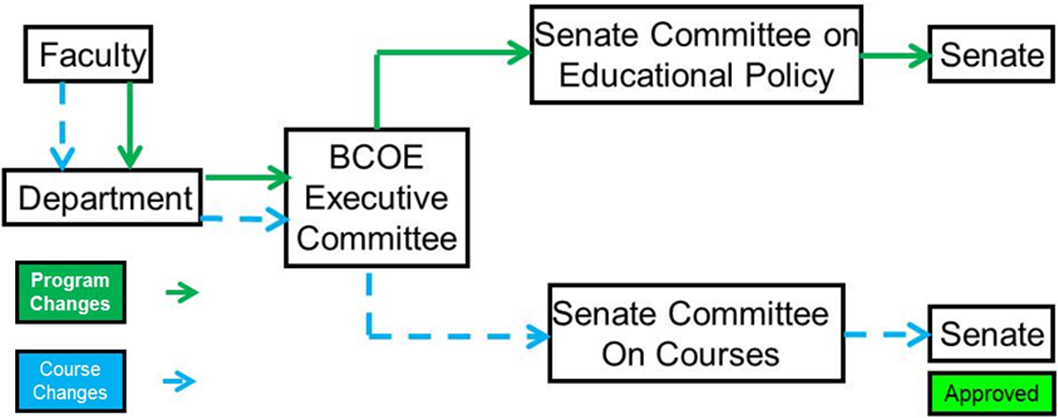 Faculty
Senate Committee on
Educational Policy
Senate
Department
BCOE
Executive
Committee
Program
Changes
Senate Committee
On Courses
Senate
Course
Changes
Approved